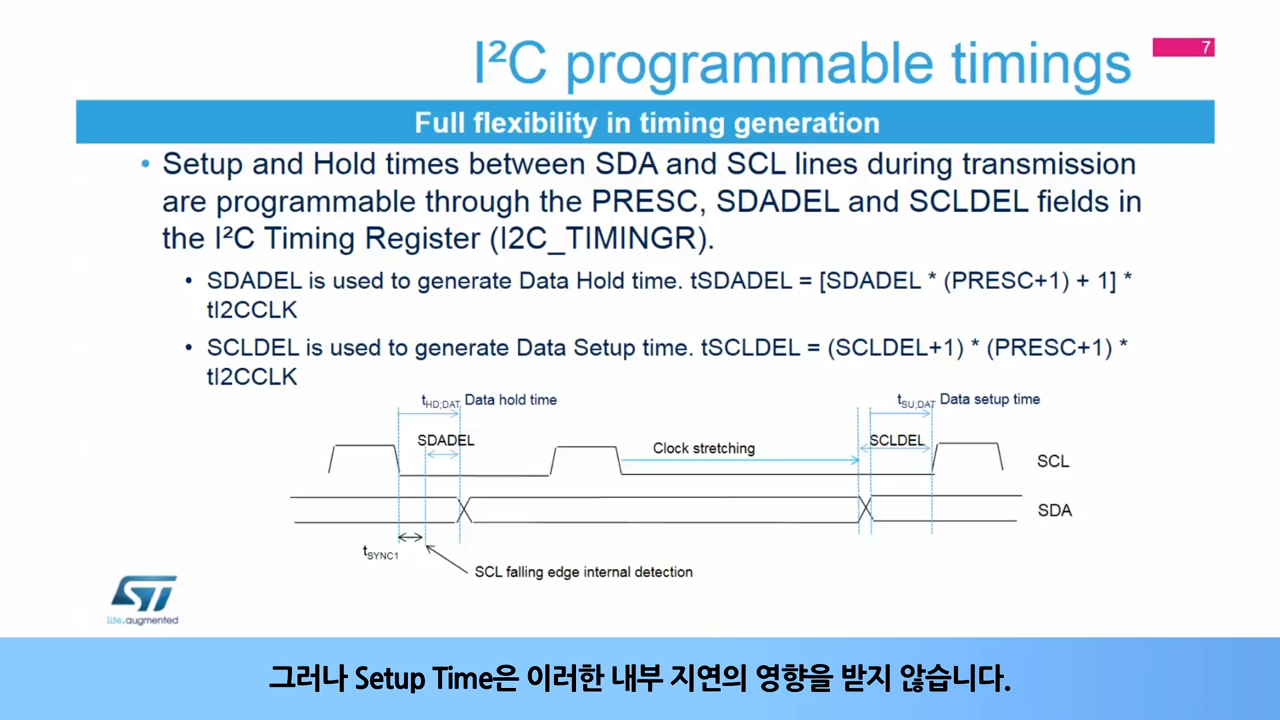 I²C programmable timings
7
Full flexibility in timing generation
• Setup and Hold times between SDA and SCL lines during transmission
are programmable through the PRESC, SDADEL and SCLDEL fields in
the I²C Timing Register (I2C_TIMINGR).
• SDADEL is used to generate Data Hold time. tSDADEL = [SDADEL * (PRESC+1) + 1] *
tI2CCLK
• SCLDEL is used to generate Data Setup time. tSCLDEL = (SCLDEL+1) * (PRESC+1) *
tI2CCLK
tHD;DAT Data hold time
tSU;DAT Data setup time
SDADEL
Clock stretching
SCLDEL
SCL
SDA
tSYNC1
SCL falling edge internal detection
ST
life.augmented
그러나 Setup Time은 이러한 내부 지연의 영향을 받지 않습니다.